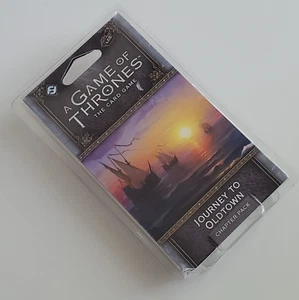 A GAME OF
THRONES
THE CARD GAME
JOURNEY TO
OLDTOWN
CHAPTER PACK